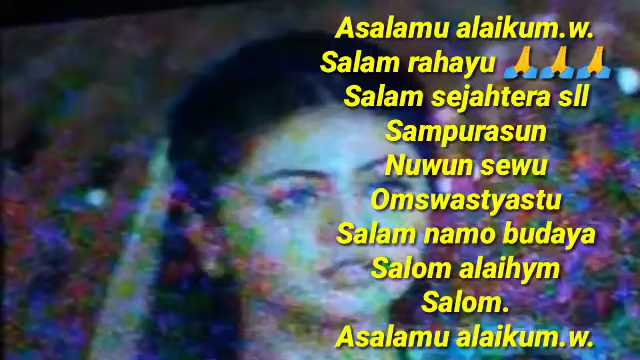 Asalamu alaikum.w.
Salam rahayu 🙏🙏🙏
Salam sejahtera sll
Sampurasun
Nuwun sewu
Omswastyastu
Salam namo budaya
Salom alaihym
Salom.
Asalamu alaikum.w.